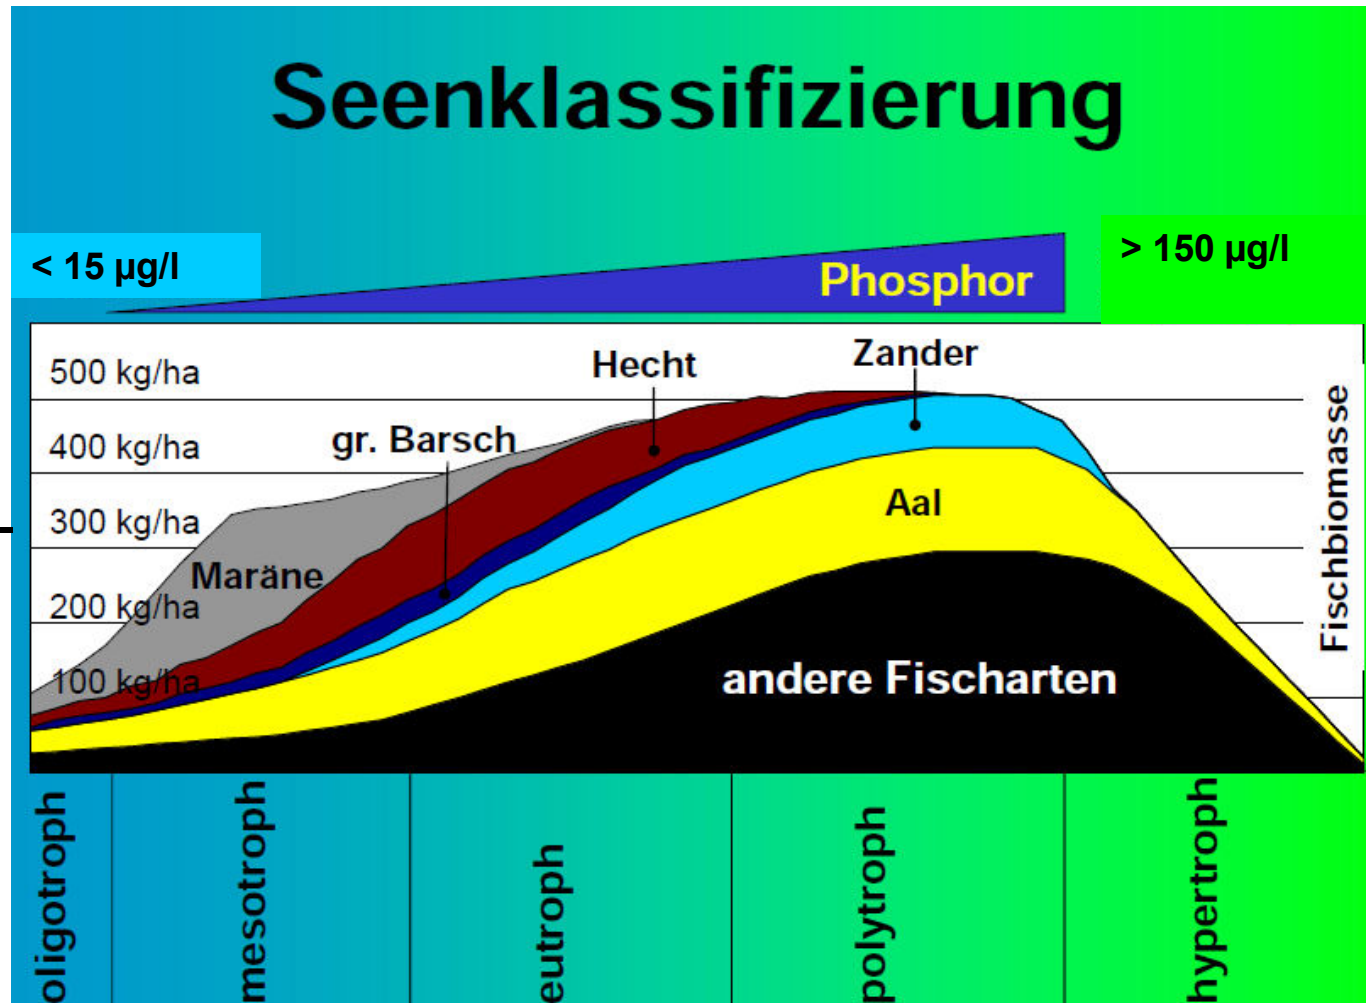 Seenklassifizierung
< 15 µg/l
Phosphor
> 150 µg/l
500 kg/ha
400 kg/ha
300 kg/ha
200 kg/ha
100 kg/ha
Hecht
Zander
gr. Barsch
Aal
Maräne
andere Fischarten
Fischbiomasse
oligotroph
mesotroph
eutroph
polytroph
hypertroph